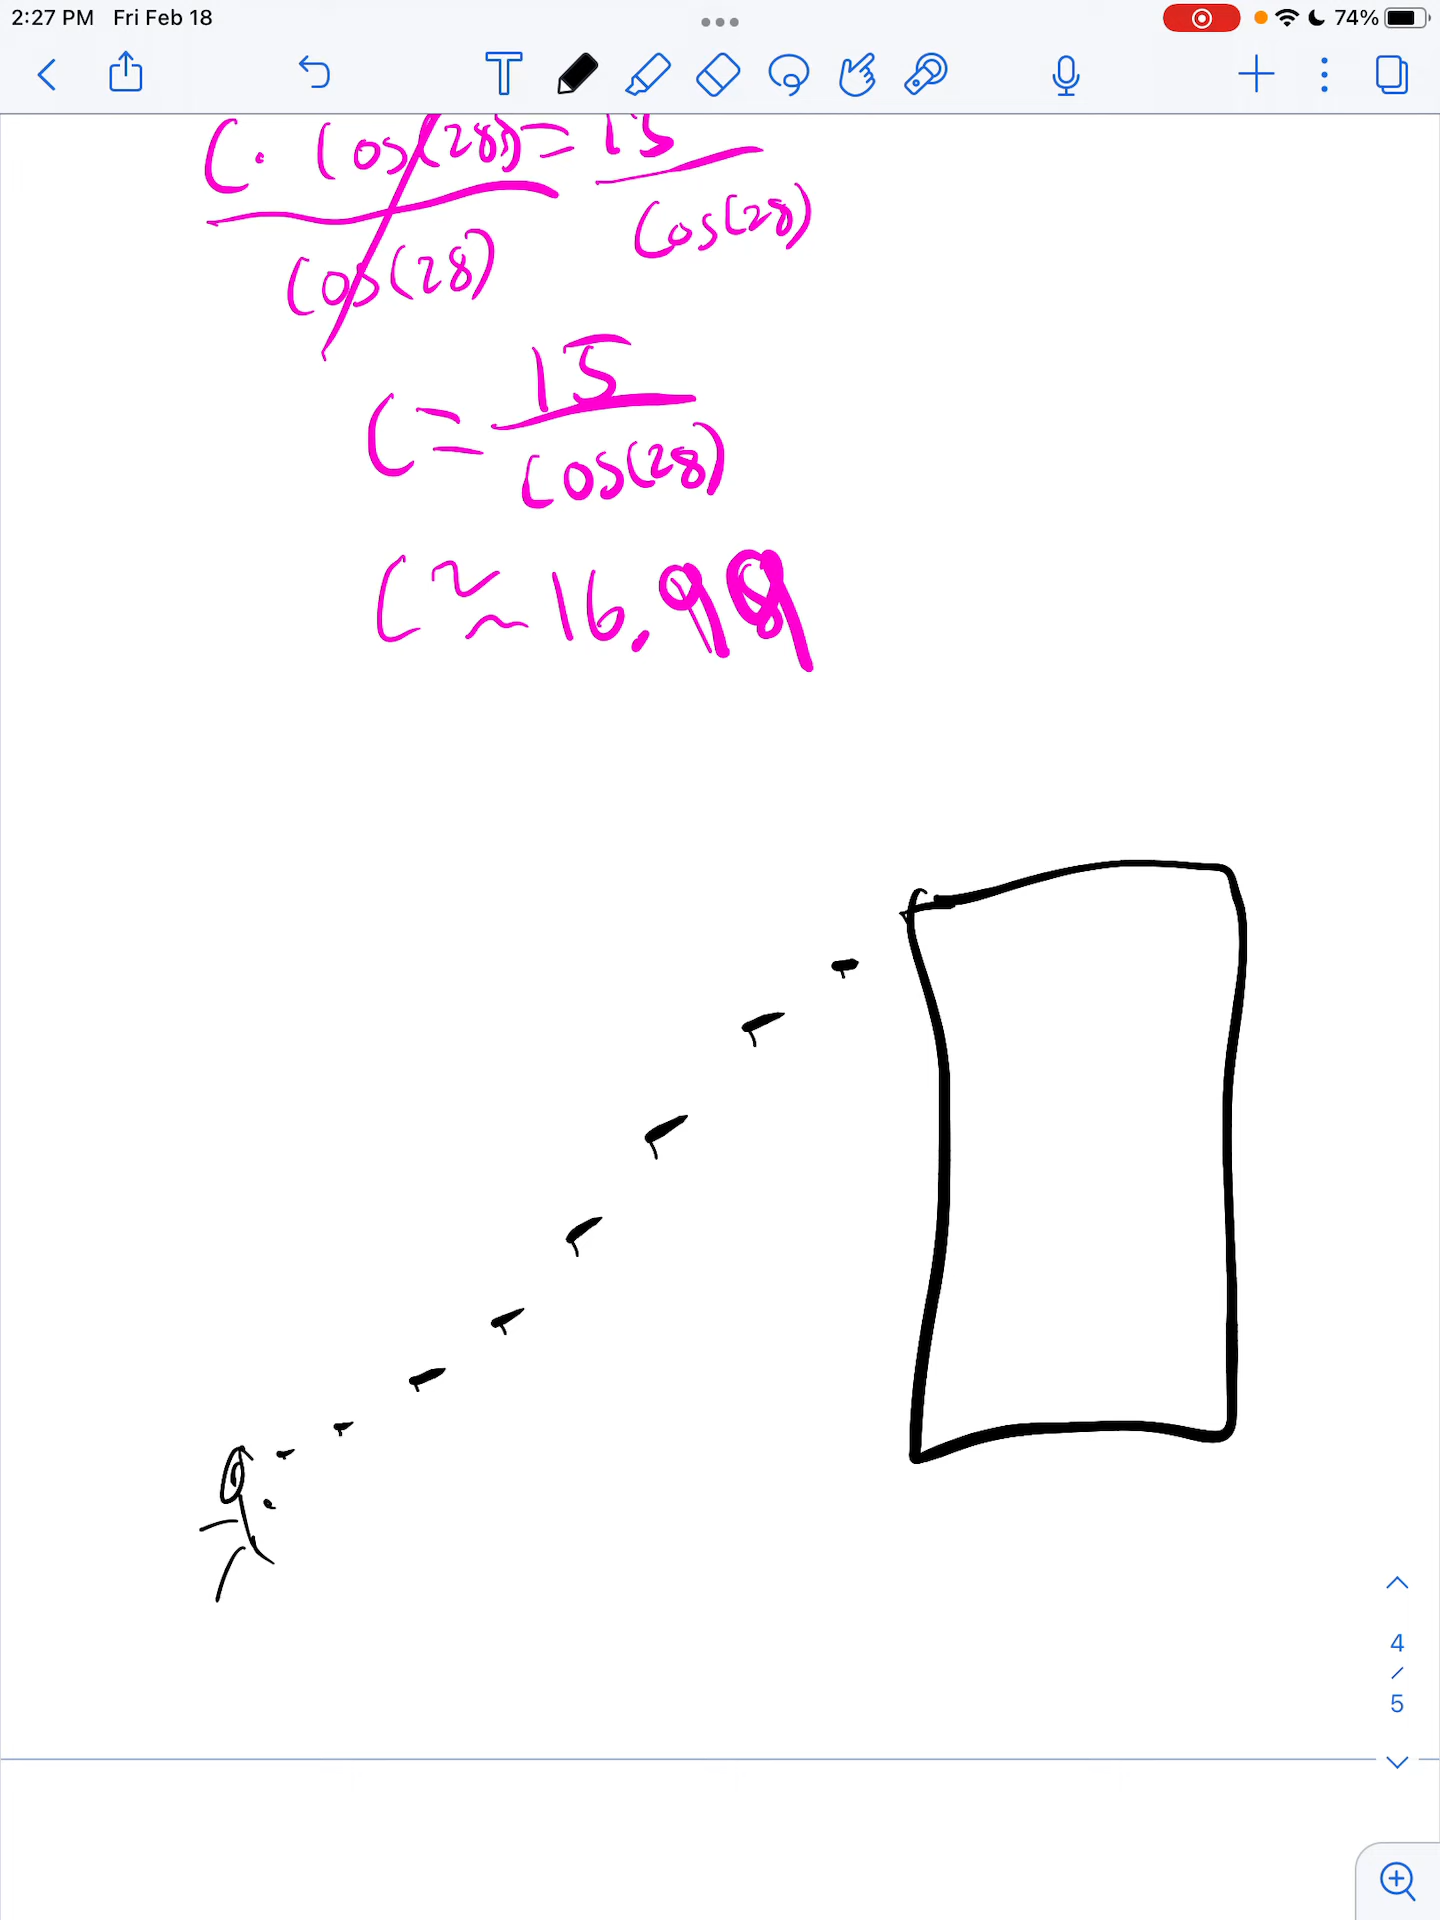 2:27 PM Fri Feb 18
74%
T
C · Cos(28) = 15
Cos(28) Cos(28)
C = 15
Cos(28)
C ≈ 16.99
4
/
5